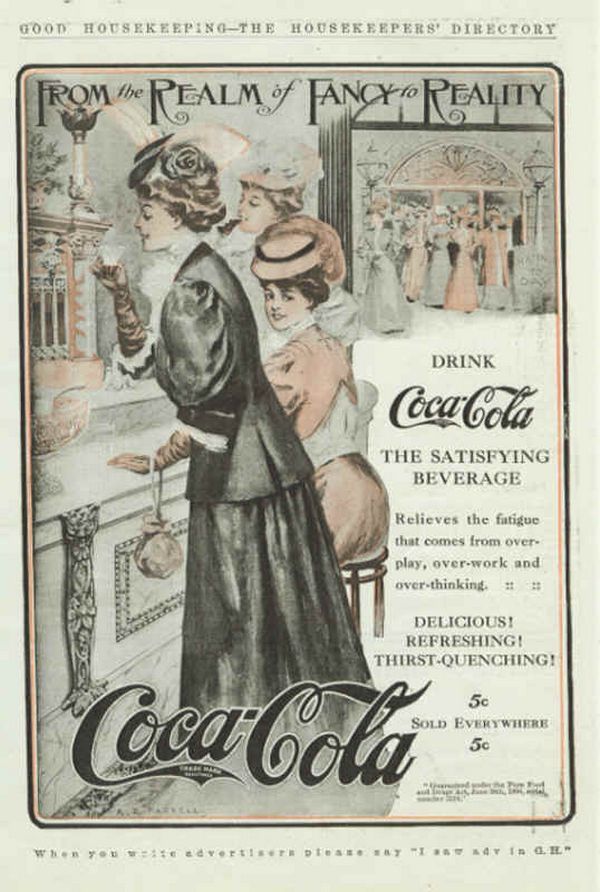 GOOD HOUSEKEEPING—THE HOUSEKEEPERS' DIRECTORY
FROM the REALM of FANCY to REALITY
DRINK
Coca-Cola
THE SATISFYING
BEVERAGE
Relieves the fatigue
that comes from over-
play, over-work and
over-thinking. :: ::
DELICIOUS!
REFRESHING!
THIRST-QUENCHING!
5c
SOLD EVERYWHERE
5c
Coca-Cola
TRADE MARK
"Guaranteed under the Pure Food
and Drugs Act, June 30th, 1906, serial
number
When you write advertisers please say "I saw adv in G. H."